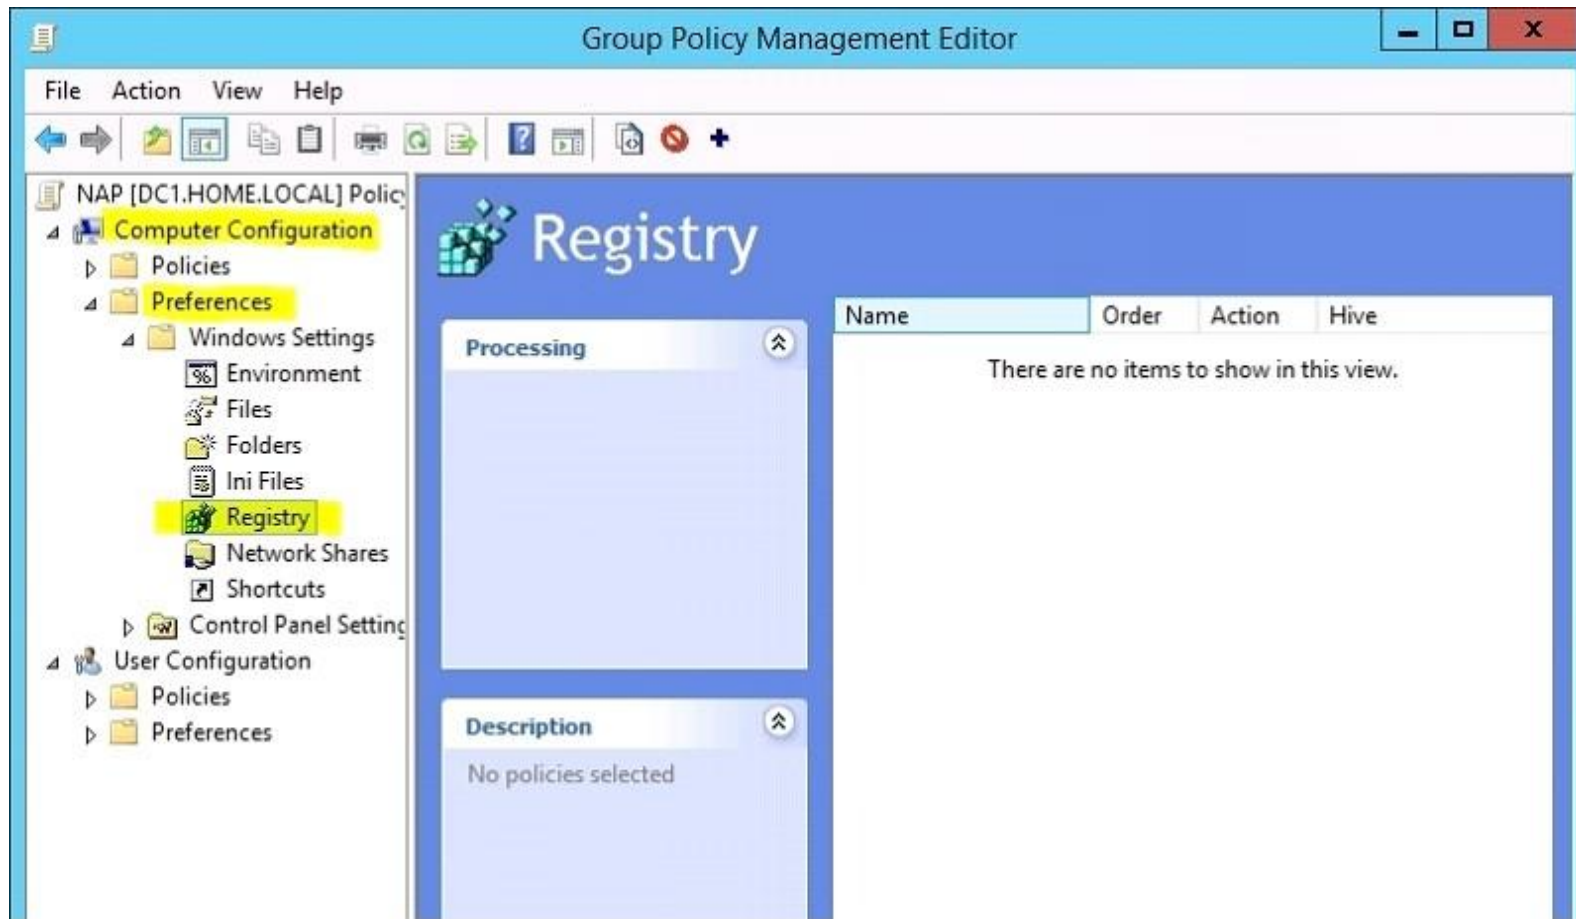 Group Policy Management Editor
File Action View Help
NAP [DC1.HOME.LOCAL] Policy
Computer Configuration
Policies
Preferences
Windows Settings
Environment
Files
Folders
Ini Files
Registry
Network Shares
Shortcuts
Control Panel Setting
User Configuration
Policies
Preferences
Registry
Processing
Description
No policies selected
Name Order Action Hive
There are no items to show in this view.